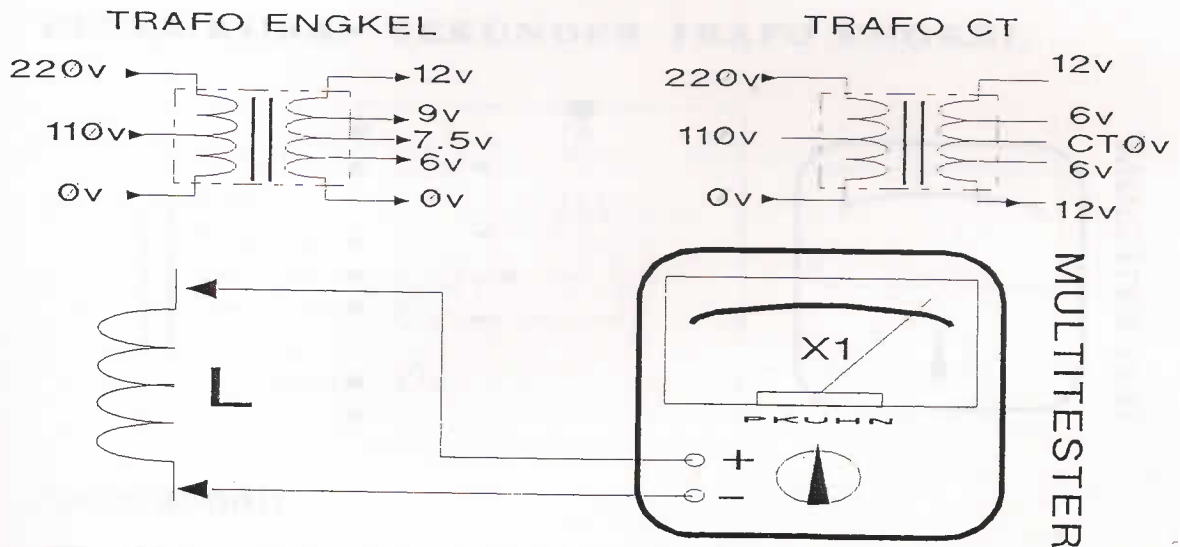 TRAFO ENGKEL
220v
110v
0v
12v
9v
7.5v
6v
0v
TRAFO CT
220v
110v
0v
12v
6v
CT0v
6v
12v
L
X1
PKUHN
+
-
MULTITESTER